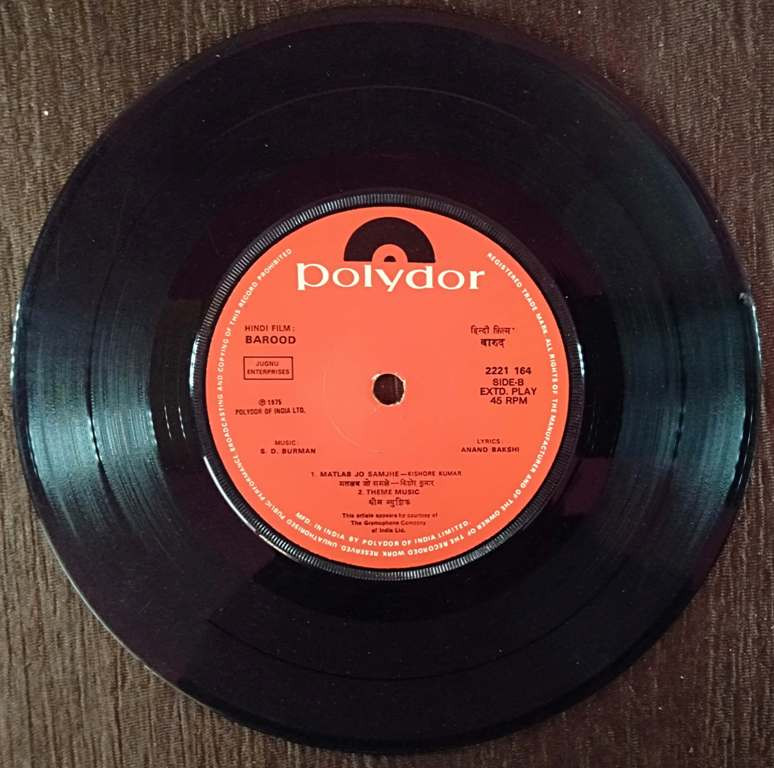 polydor
HINDI FILM :
BAROOD
हिन्दी फ़िल्म :
बारुद
JUGNU
ENTERPRISES
2221 164
SIDE-B
EXTD. PLAY
45 RPM
℗ 1975
POLYDOR OF INDIA LTD.
MUSIC:
S. D. BURMAN
LYRICS:
ANAND BAKSHI
1. MATLAB JO SAMJHE—KISHORE KUMAR
मतलब जो समझे—किशोर कुमार
2. THEME MUSIC
थीम म्युज़िक
This article appears by courtesy of
The Gramophone Company
of India Ltd.
MFD. IN INDIA BY POLYDOR OF INDIA LIMITED.
REGISTERED TRADE MARK. ALL RIGHTS OF THE MANUFACTURER AND OF THE OWNER OF THE RECORDED WORK RESERVED. UNAUTHORISED PUBLIC PERFORMANCE BROADCASTING AND COPYING OF THIS RECORD PROHIBITED